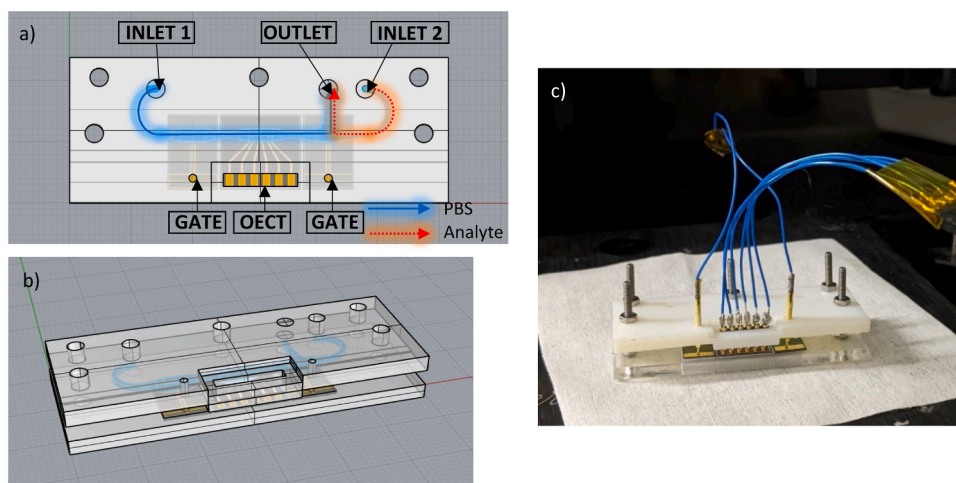 a)
INLET 1
OUTLET
INLET 2
GATE
OECT
GATE
PBS
Analyte
b)
c)